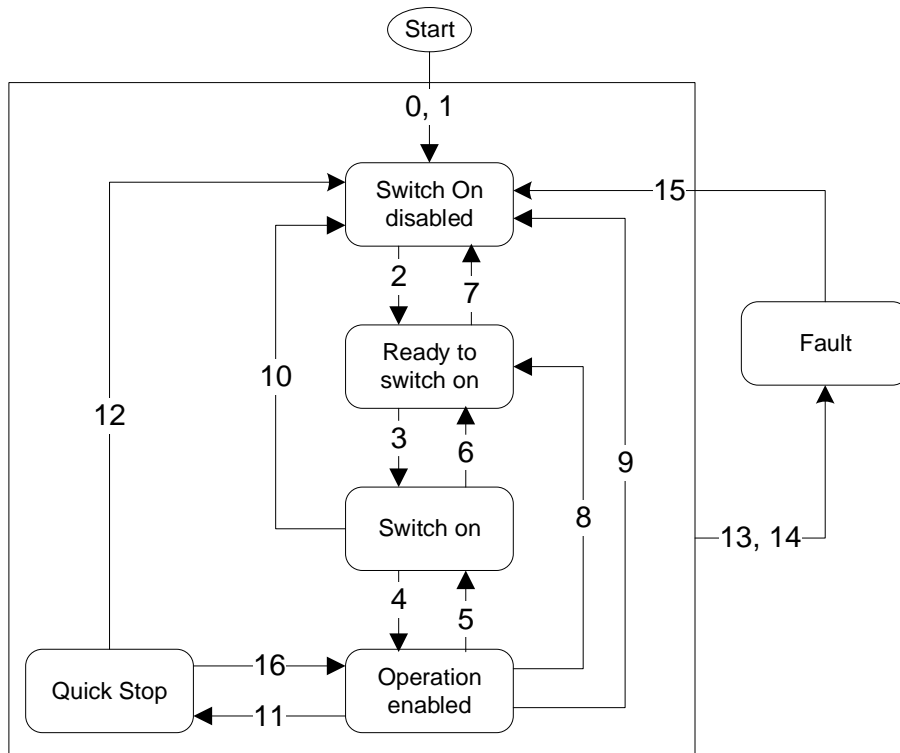 Start
0, 1
Switch On
disabled
15
2
7
Ready to
switch on
Fault
10
12
3
6
9
8
Switch on
13, 14
4
5
16
Quick Stop
Operation
enabled
11